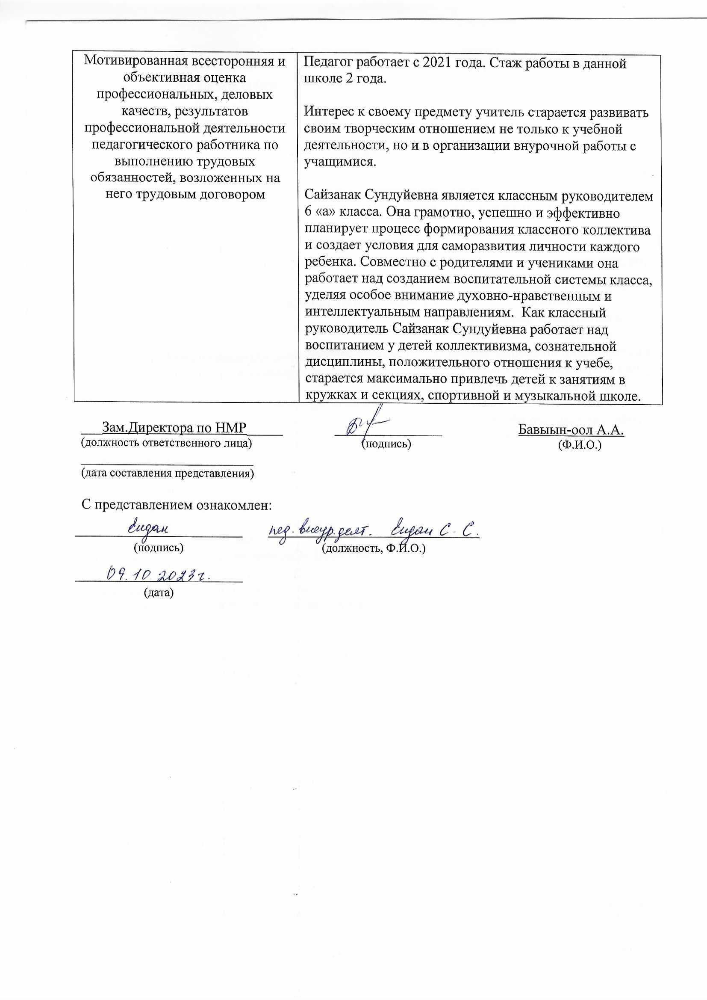 Мотивированная всесторонняя и
объективная оценка
профессиональных, деловых
качеств, результатов
профессиональной деятельности
педагогического работника по
выполнению трудовых
обязанностей, возложенных на
него трудовым договором
Педагог работает с 2021 года. Стаж работы в данной
школе 2 года.
Интерес к своему предмету учитель старается развивать
своим творческим отношением не только к учебной
деятельности, но и в организации внурочной работы с
учащимися.
Сайзанак Сундуйевна является классным руководителем
6 «а» класса. Она грамотно, успешно и эффективно
планирует процесс формирования классного коллектива
и создает условия для саморазвития личности каждого
ребенка. Совместно с родителями и учениками она
работает над созданием воспитательной системы класса,
уделяя особое внимание духовно-нравственным и
интеллектуальным направлениям. Как классный
руководитель Сайзанак Сундуйевна работает над
воспитанием у детей коллективизма, сознательной
дисциплины, положительного отношения к учебе,
старается максимально привлечь детей к занятиям в
кружках и секциях, спортивной и музыкальной школе.
Зам.Директора по НМР Бавыын-оол А.А.
(должность ответственного лица) (подпись) (Ф.И.О.)
(дата составления представления)
С представлением ознакомлен:
Ендан пед. внеур.деят. Ендан С. С.
(подпись) (должность, Ф.И.О.)
09.10 2023г.
(дата)